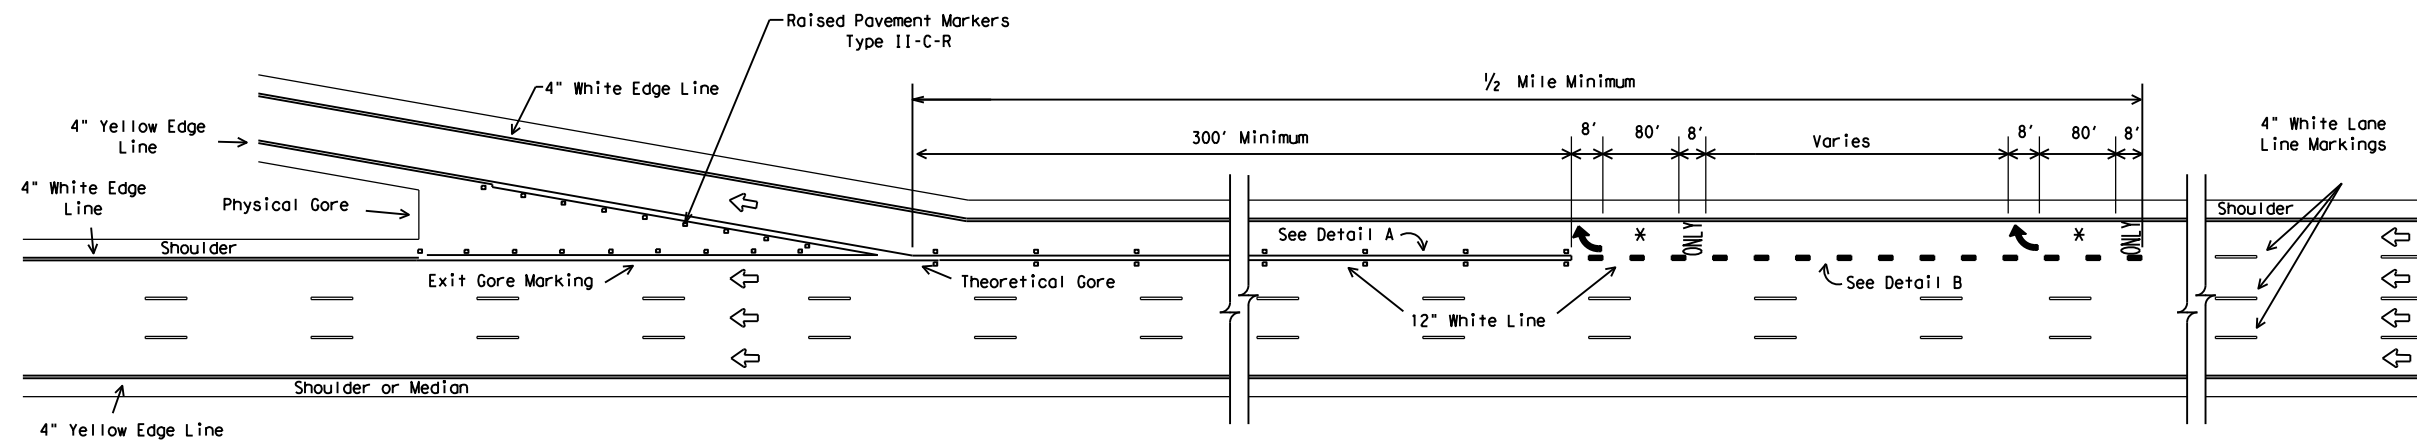 Raised Pavement Markers
Type II-C-R
4" White Edge Line
½ Mile Minimum
4" Yellow Edge
Line
300' Minimum
8'
80'
8'
Varies
8'
80'
8'
4" White Lane
Line Markings
4" White Edge
Line
Physical Gore
Shoulder
See Detail A
*
ONLY
*
ONLY
Shoulder
Exit Gore Marking
Theoretical Gore
See Detail B
12" White Line
Shoulder or Median
4" Yellow Edge Line